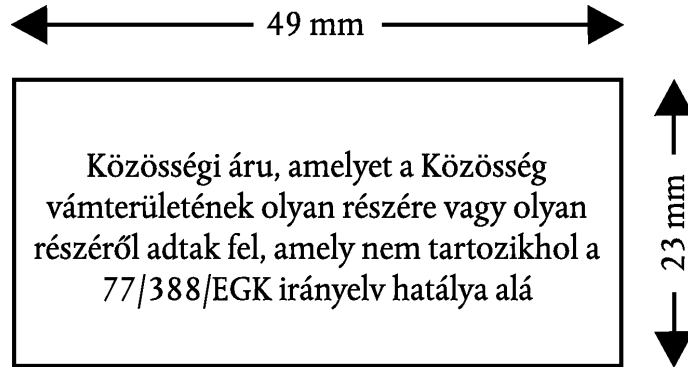 49 mm
Közösségi áru, amelyet a Közösség
vámterületének olyan részére vagy olyan
részéről adtak fel, amely nem tartozikhol a
77/388/EGK irányelv hatálya alá
23 mm